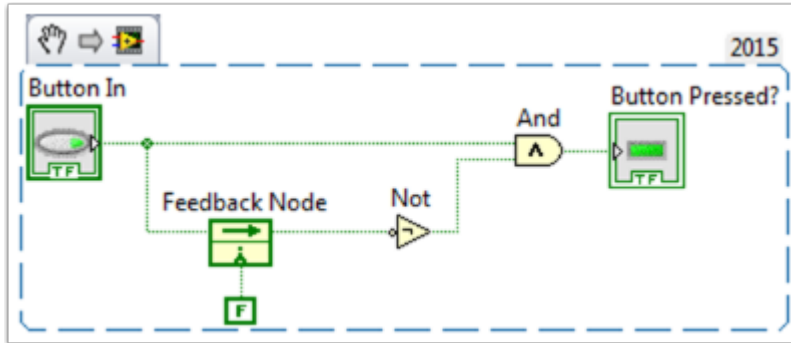 2015
Button In
Button Pressed?
And
TF
TF
Feedback Node
Not
i
F